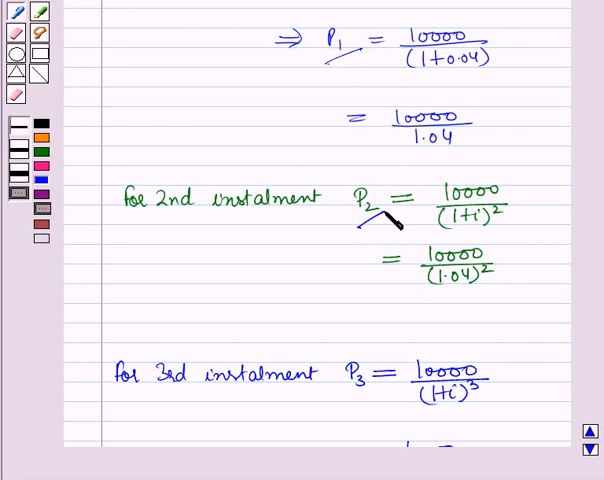 ⇒ P₁ = 10000/(1+0.04)
= 10000/1.04
for 2nd instalment P₂ = 10000/(1+i)²
= 10000/(1.04)²
for 3rd instalment P₃ = 10000/(1+i)³